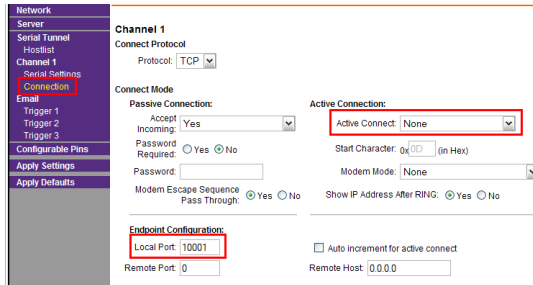 Network
Server
Serial Tunnel
Hostlist
Channel 1
Serial Settings
Connection
Email
Trigger 1
Trigger 2
Trigger 3
Configurable Pins
Apply Settings
Apply Defaults
Channel 1
Connect Protocol
Protocol: TCP
Connect Mode
Passive Connection: Active Connection:
Accept Incoming: Yes Active Connect: None
Password Required: Yes No Start Character: 0x 0D (in Hex)
Password: Modem Mode: None
Modem Escape Sequence Pass Through: Yes No Show IP Address After RING: Yes No
Endpoint Configuration:
Local Port: 10001 Auto increment for active connect
Remote Port: 0 Remote Host: 0.0.0.0